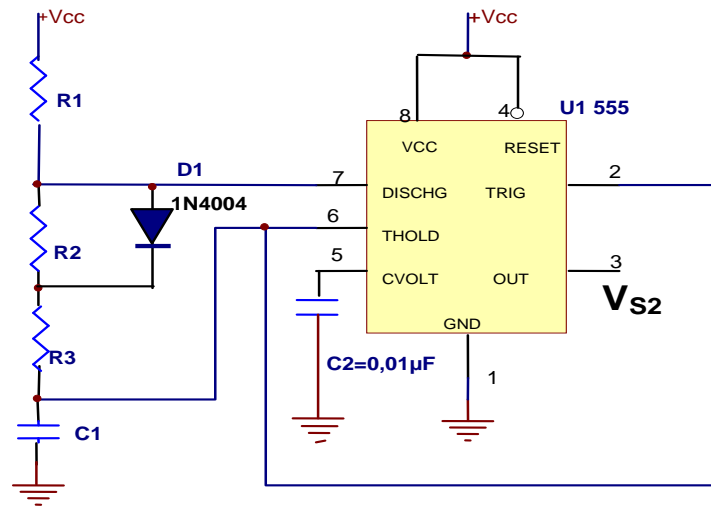 +Vcc
+Vcc
R1
U1 555
8
4
VCC
RESET
D1
7
2
1N4004
DISCHG
TRIG
6
R2
THOLD
5
3
CVOLT
OUT
VS2
R3
GND
C2=0,01µF
1
C1